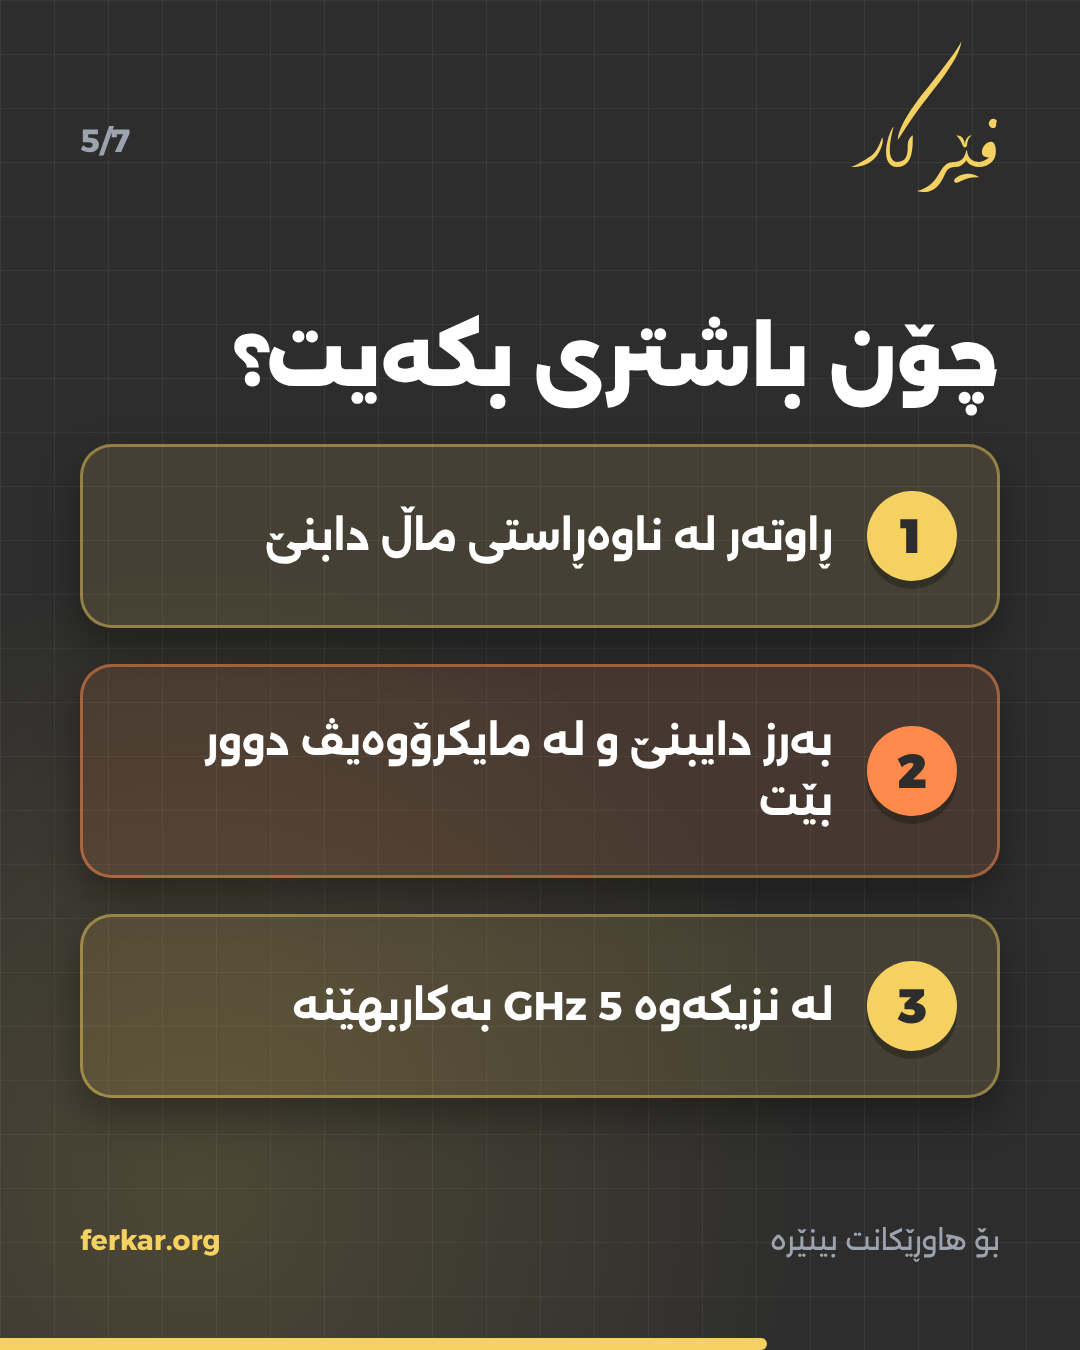 فێرکار
5/7
چۆن باشتری بکەیت؟
1
ڕاوتەر لە ناوەڕاستی ماڵ دابنێ
2
بەرز دایبنێ و لە مایکرۆوەیڤ دوور
بێت
3
لە نزیکەوە 5 GHz بەکاربهێنە
بۆ هاوڕێکانت بینێرە
ferkar.org